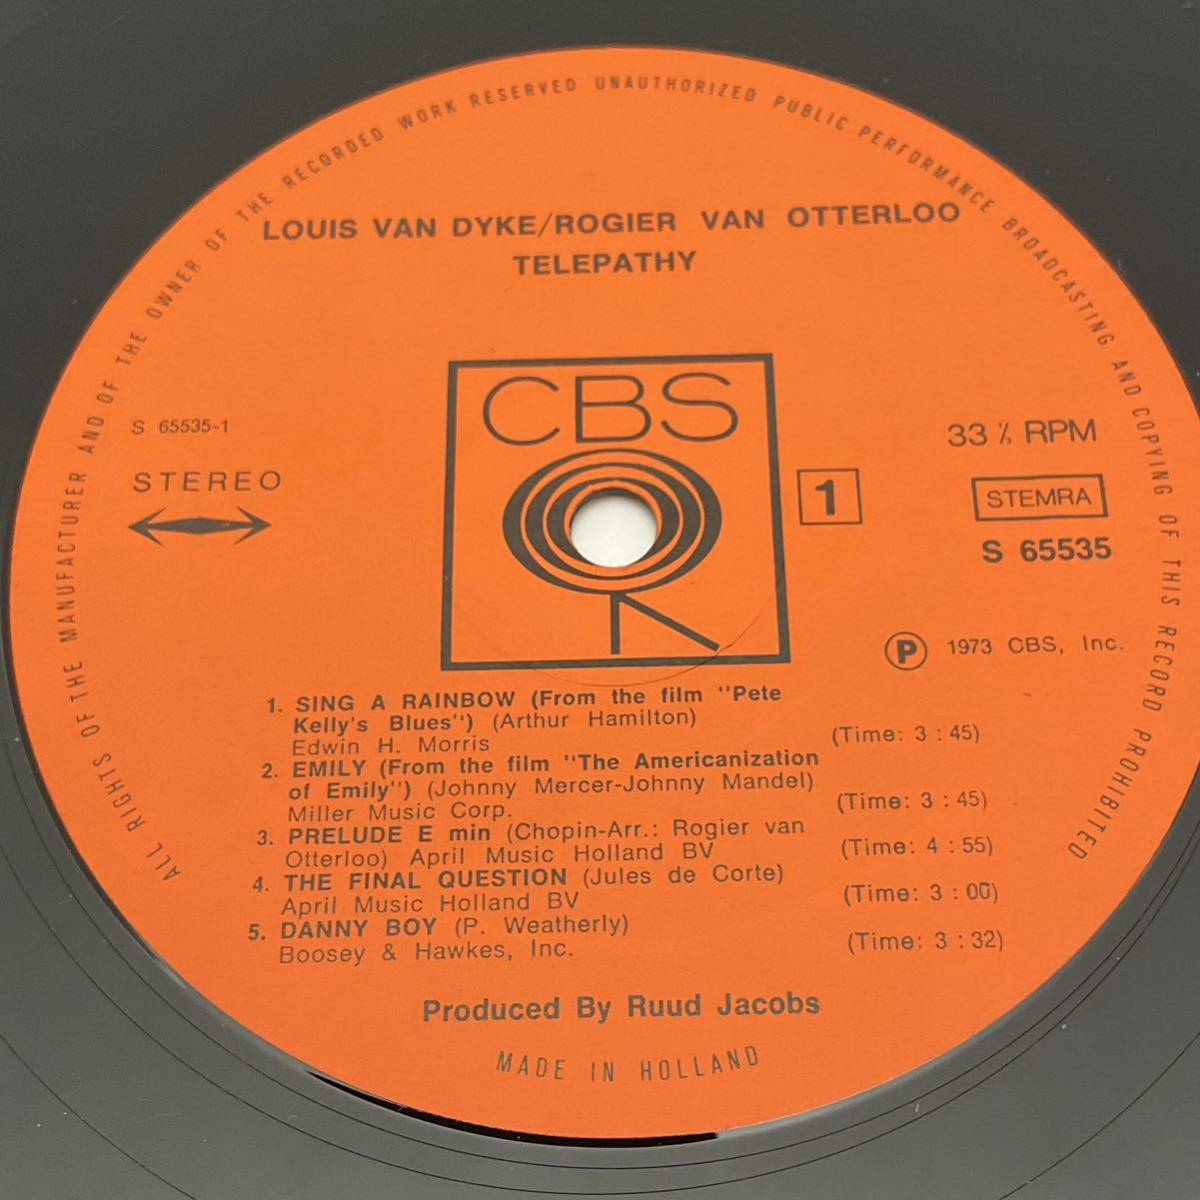 ALL RIGHTS OF THE MANUFACTURER AND OF THE OWNER OF THE RECORDED WORK RESERVED UNAUTHORIZED PUBLIC PERFORMANCE BROADCASTING AND COPYING OF THIS RECORD PROHIBITED
LOUIS VAN DYKE/ROGIER VAN OTTERLOO
TELEPATHY
CBS
S 65535-1
STEREO
33 ⅓ RPM
1
STEMRA
S 65535
Ⓟ 1973 CBS, Inc.
1. SING A RAINBOW (From the film "Pete
Kelly's Blues") (Arthur Hamilton)
Edwin H. Morris (Time: 3 : 45)
2. EMILY (From the film "The Americanization
of Emily") (Johnny Mercer-Johnny Mandel)
Miller Music Corp. (Time: 3 : 45)
3. PRELUDE E min (Chopin-Arr.: Rogier van
Otterloo) April Music Holland BV (Time: 4 : 55)
4. THE FINAL QUESTION (Jules de Corte)
April Music Holland BV (Time: 3 : 00)
5. DANNY BOY (P. Weatherly)
Boosey & Hawkes, Inc. (Time: 3 : 32)
Produced By Ruud Jacobs
MADE IN HOLLAND